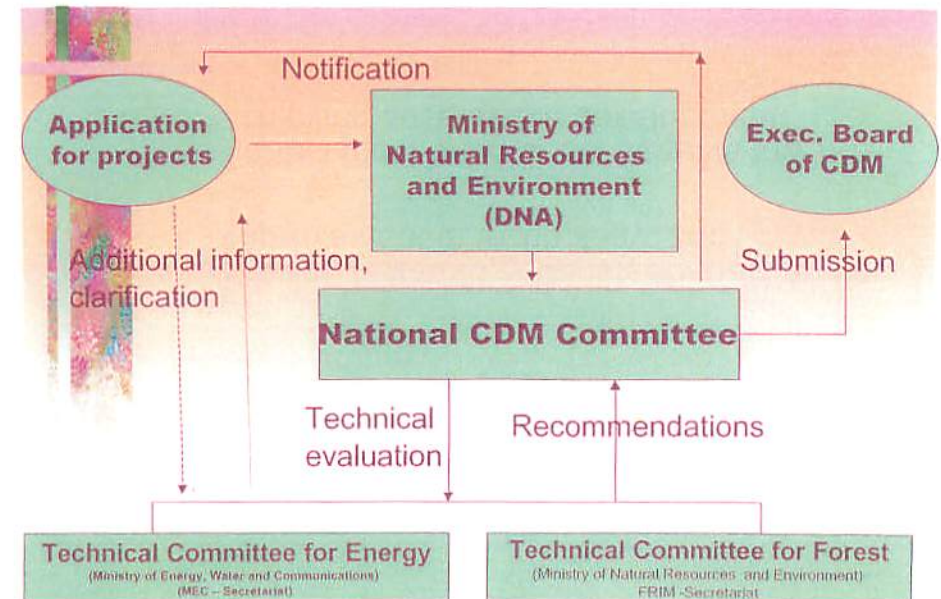 Notification
Application
for projects
Ministry of
Natural Resources
and Environment
(DNA)
Exec. Board
of CDM
Additional information,
clarification
Submission
National CDM Committee
Technical
evaluation
Recommendations
Technical Committee for Energy
(Ministry of Energy, Water and Communications)
(MEC – Secretariat)
Technical Committee for Forest
(Ministry of Natural Resources and Environment)
FRIM -Secretariat